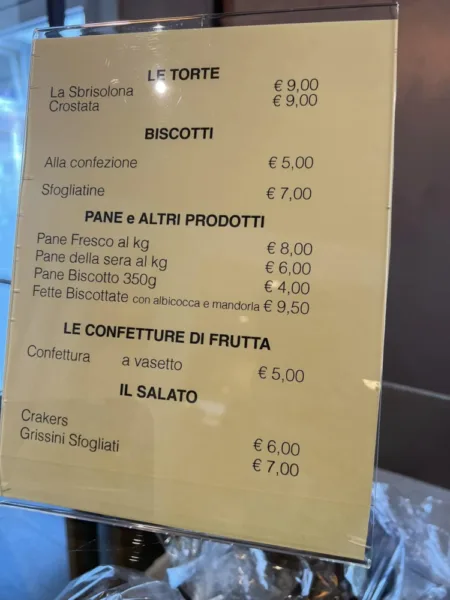 LE TORTE
La Sbrisolona € 9,00
Crostata € 9,00
BISCOTTI
Alla confezione € 5,00
Sfogliatine € 7,00
PANE e ALTRI PRODOTTI
Pane Fresco al kg € 8,00
Pane della sera al kg € 6,00
Pane Biscotto 350g € 4,00
Fette Biscottate con albicocca e mandorla € 9,50
LE CONFETTURE DI FRUTTA
Confettura a vasetto € 5,00
IL SALATO
Crakers € 6,00
Grissini Sfogliati € 7,00